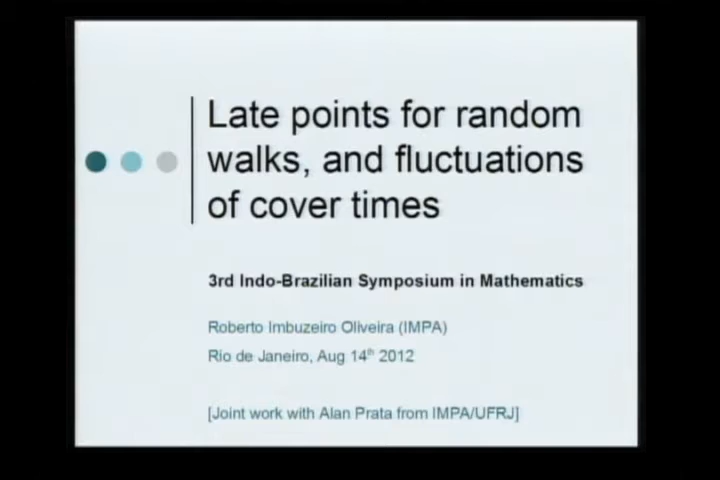 Late points for random
walks, and fluctuations
of cover times
3rd Indo-Brazilian Symposium in Mathematics
Roberto Imbuzeiro Oliveira (IMPA)
Rio de Janeiro, Aug 14th 2012
[Joint work with Alan Prata from IMPA/UFRJ]